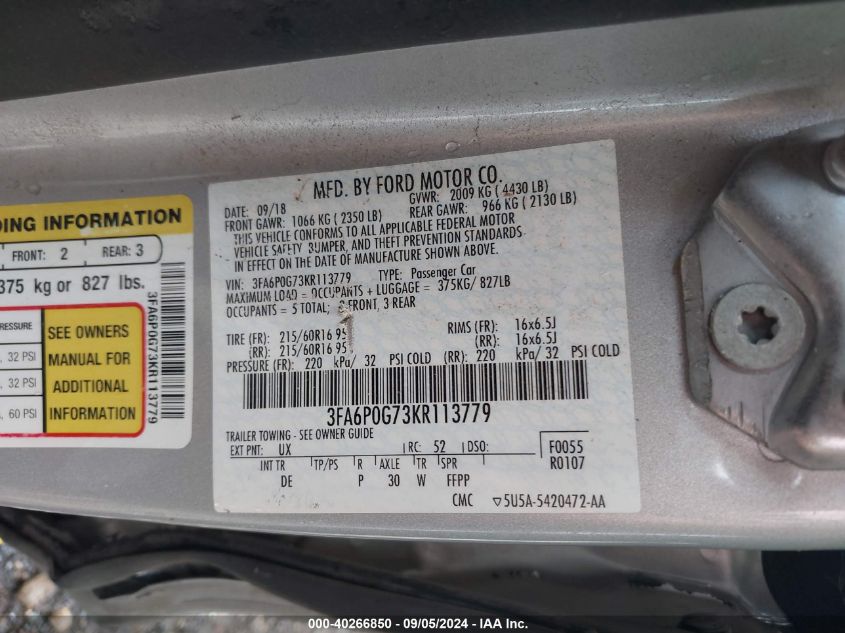 DING INFORMATION
FRONT: 2 REAR: 3
375 kg or 827 lbs.
PRESSURE
32 PSI
32 PSI
60 PSI
SEE OWNERS
MANUAL FOR
ADDITIONAL
INFORMATION
3FA6P0G73KR113779
MFD. BY FORD MOTOR CO.
DATE: 09/18 GVWR: 2009 KG ( 4430 LB)
FRONT GAWR: 1066 KG ( 2350 LB) REAR GAWR: 966 KG ( 2130 LB)
THIS VEHICLE CONFORMS TO ALL APPLICABLE FEDERAL MOTOR
VEHICLE SAFETY, BUMPER, AND THEFT PREVENTION STANDARDS
IN EFFECT ON THE DATE OF MANUFACTURE SHOWN ABOVE.
VIN: 3FA6P0G73KR113779 TYPE: Passenger Car
MAXIMUM LOAD = OCCUPANTS + LUGGAGE = 375KG/ 827LB
OCCUPANTS = 5 TOTAL; FRONT, 3 REAR
TIRE (FR): 215/60R16 RIMS (FR): 16x6.5J
(RR): 215/60R16 (RR): 16x6.5J
PRESSURE (FR): 220 kPa/ 32 PSI COLD (RR): 220 kPa/ 32 PSI COLD
3FA6P0G73KR113779
TRAILER TOWING - SEE OWNER GUIDE
EXT PNT: UX RC: 52 DSO: F0055
INT TR TP/PS R AXLE TR SPR R0107
DE P 30 W FFPP
CMC ▽5U5A-5420472-AA
000-40266850 - 09/05/2024 - IAA Inc.